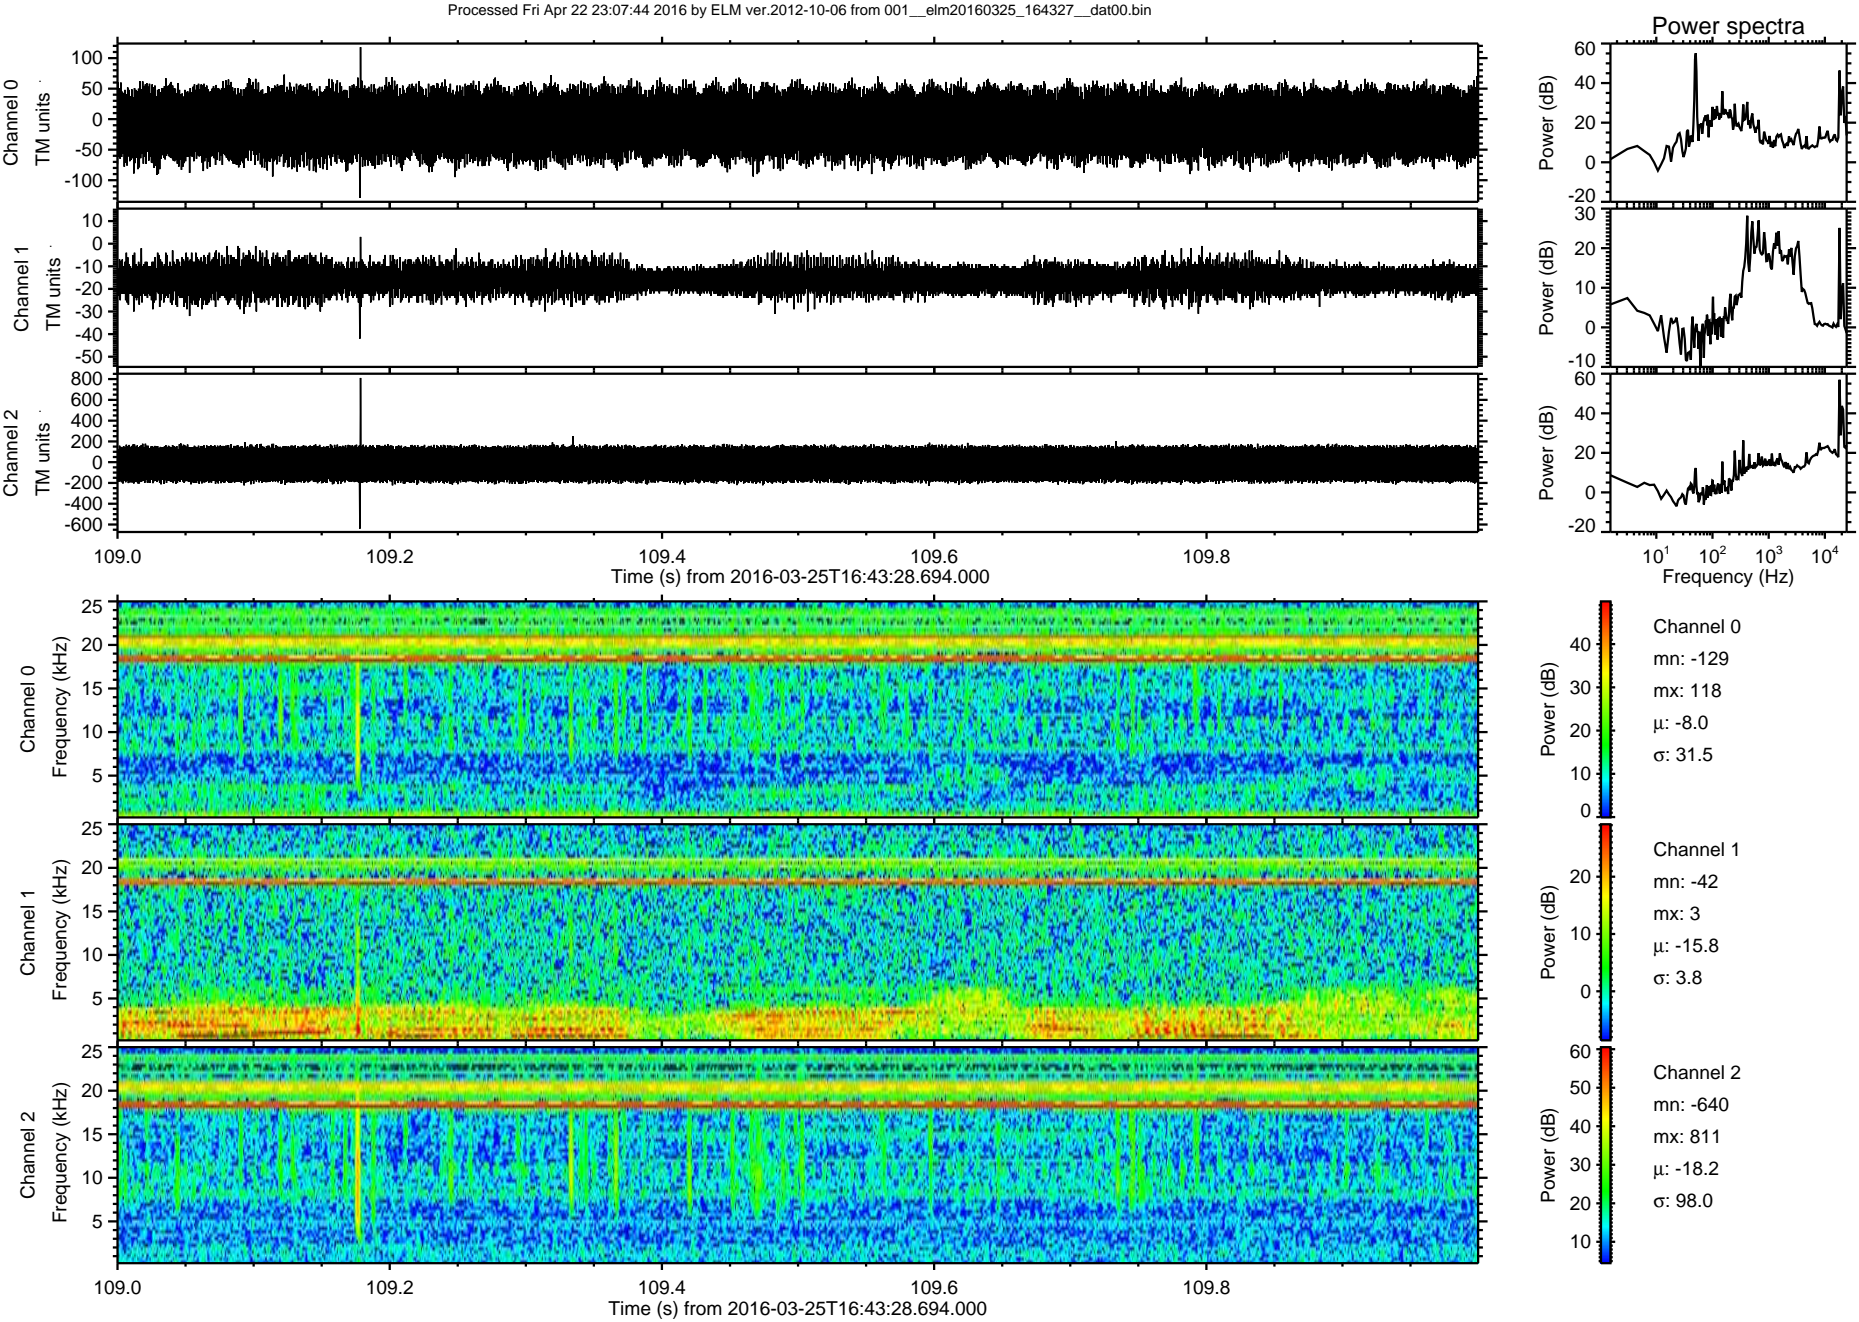 Processed Fri Apr 22 23:07:44 2016 by ELM ver.2012-10-06 from 001__elm20160325_164327__dat00.bin
Power spectra
Channel 0
TM units
100
50
0
-50
-100
Power (dB)
60
40
20
0
-20
Channel 1
TM units
10
0
-10
-20
-30
-40
-50
Power (dB)
30
20
10
0
-10
Channel 2
TM units
800
600
400
200
0
-200
-400
-600
Power (dB)
60
40
20
0
-20
109.0 109.2 109.4 109.6 109.8
Time (s) from 2016-03-25T16:43:28.694.000
10^1 10^2 10^3 10^4
Frequency (Hz)
Channel 0
Frequency (kHz)
25
20
15
10
5
Power (dB)
40
30
20
10
0
Channel 0
mn: -129
mx: 118
μ: -8.0
σ: 31.5
Channel 1
Frequency (kHz)
25
20
15
10
5
Power (dB)
20
10
0
Channel 1
mn: -42
mx: 3
μ: -15.8
σ: 3.8
Channel 2
Frequency (kHz)
25
20
15
10
5
Power (dB)
60
50
40
30
20
10
Channel 2
mn: -640
mx: 811
μ: -18.2
σ: 98.0
109.0 109.2 109.4 109.6 109.8
Time (s) from 2016-03-25T16:43:28.694.000